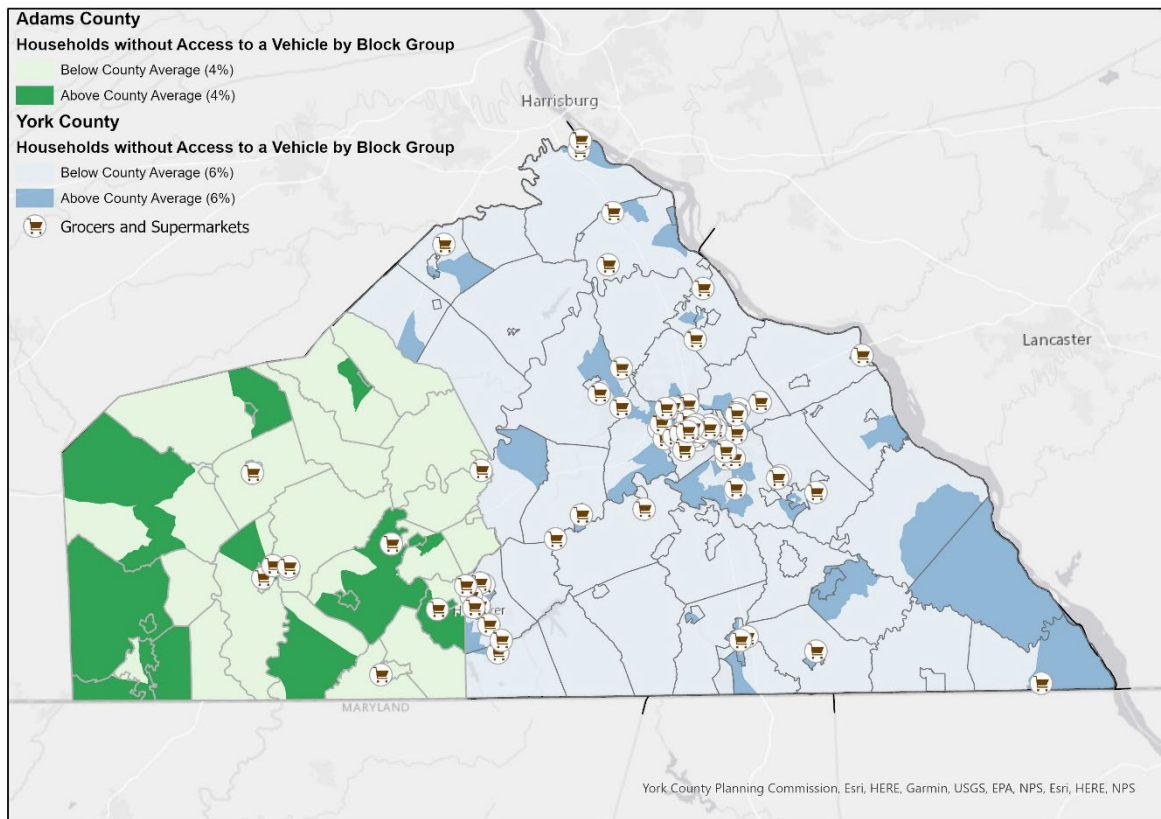 Adams County
Households without Access to a Vehicle by Block Group
Below County Average (4%)
Above County Average (4%)
York County
Households without Access to a Vehicle by Block Group
Below County Average (6%)
Above County Average (6%)
Grocers and Supermarkets
Harrisburg
Lancaster
MARYLAND
York County Planning Commission, Esri, HERE, Garmin, USGS, EPA, NPS, Esri, HERE, NPS